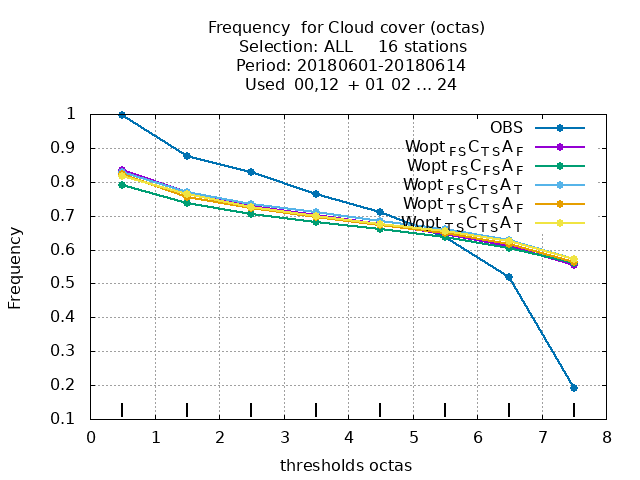 Frequency  for Cloud cover (octas)
Selection: ALL     16 stations
Period: 20180601-20180614
Used  00,12  + 01 02 ... 24
OBS
Wopt FS C TS A F
Wopt FS C FS A F
Wopt FS C TS A T
Wopt TS C TS A F
Wopt TS C TS A T
Frequency
1
0.9
0.8
0.7
0.6
0.5
0.4
0.3
0.2
0.1
0 1 2 3 4 5 6 7 8
thresholds octas